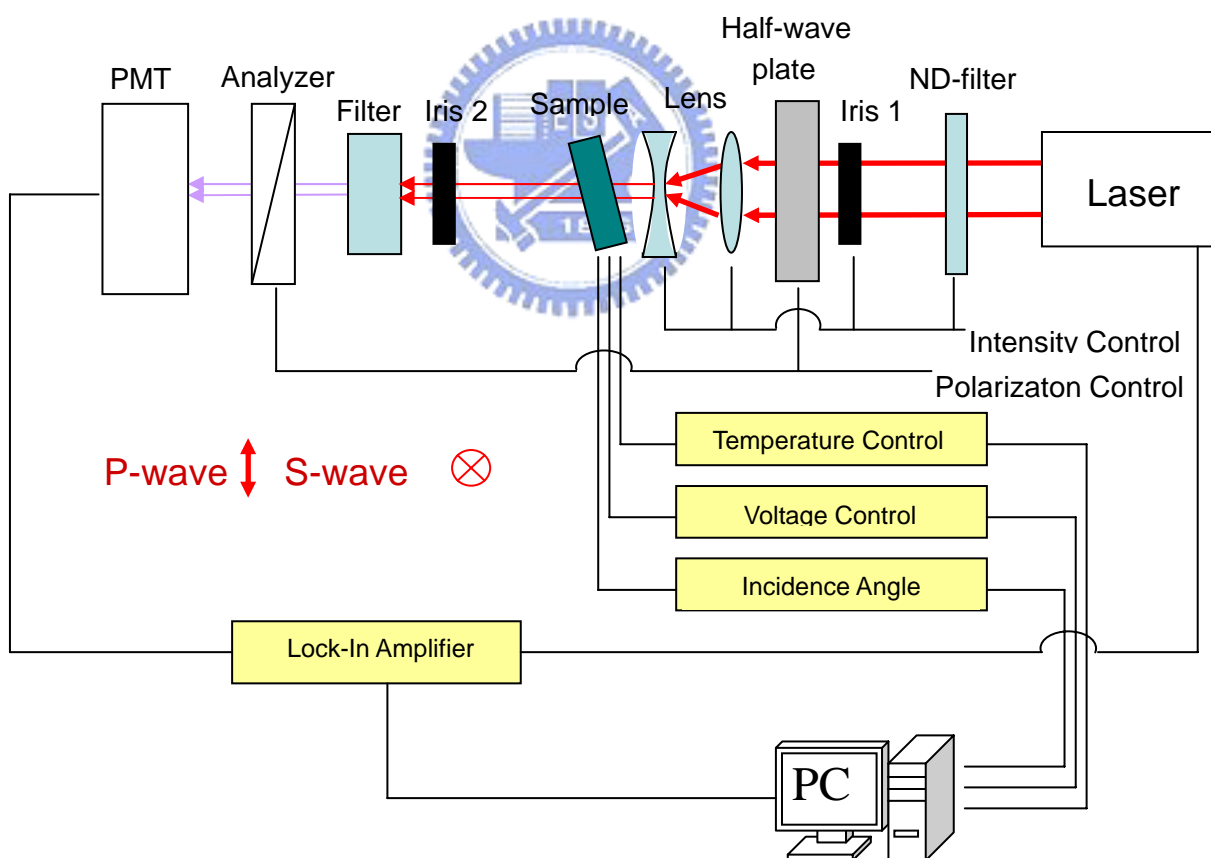 Half-wave
plate
PMT
Analyzer
Filter
Iris 2
Sample
Lens
Iris 1
ND-filter
Laser
Intensity Control
Polarizaton Control
P-wave
S-wave
Temperature Control
Voltage Control
Incidence Angle
Lock-In Amplifier
PC